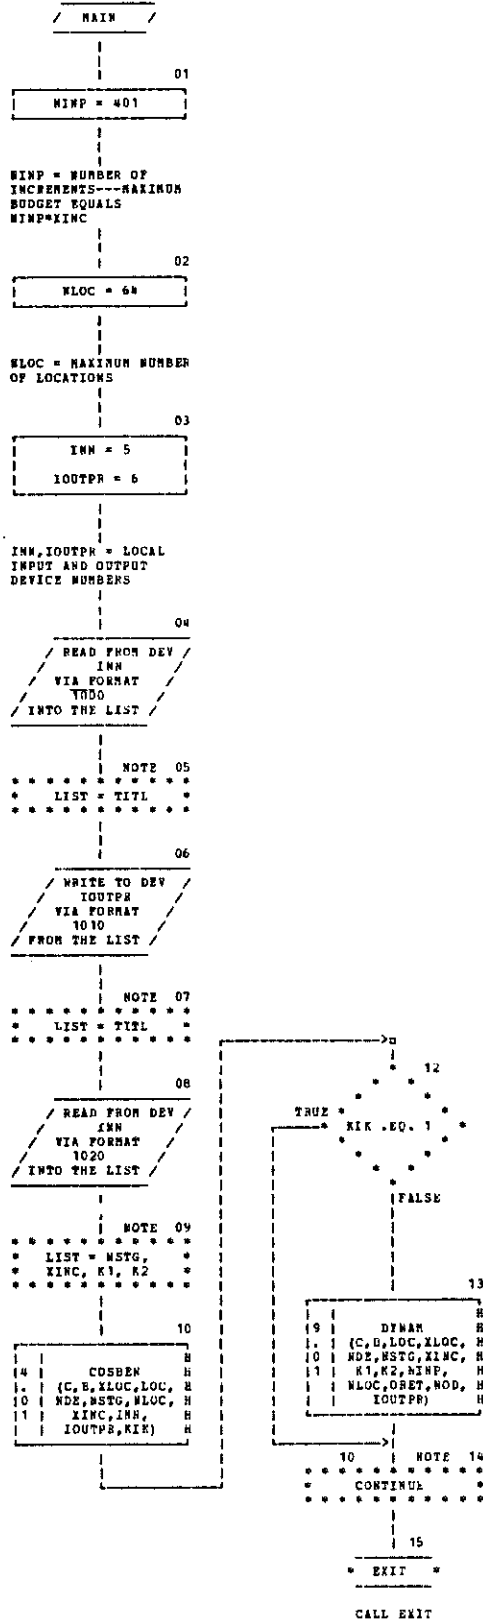 MAIN
01
NINP = 401
NINP = NUMBER OF
INCREMENTS---MAXIMUM
BUDGET EQUALS
NINP*XINC
02
NLOC = 64
NLOC = MAXIMUM NUMBER
OF LOCATIONS
03
INN = 5
IOUTPR = 6
INN,IOUTPR = LOCAL
INPUT AND OUTPUT
DEVICE NUMBERS
04
READ FROM DEV
INN
VIA FORMAT
1000
INTO THE LIST
NOTE 05
LIST = TITL
06
WRITE TO DEV
IOUTPR
VIA FORMAT
1010
FROM THE LIST
NOTE 07
LIST = TITL
08
READ FROM DEV
INN
VIA FORMAT
1020
INTO THE LIST
NOTE 09
LIST = NSTG,
XINC, K1, K2
10
4.01
COSBEN
(C,B,XLOC,LOC,
NDE,NSTG,NLOC,
XINC,INN,
IOUTPR,KIK)
12
KIK .EQ. 1
TRUE
FALSE
13
9.01
DYNAM
(C,B,LOC,XLOC,
NDE,NSTG,XINC,
K1,K2,NINP,
NLOC,OBET,NOD,
IOUTPR)
10 NOTE 14
CONTINUE
15
EXIT
CALL EXIT